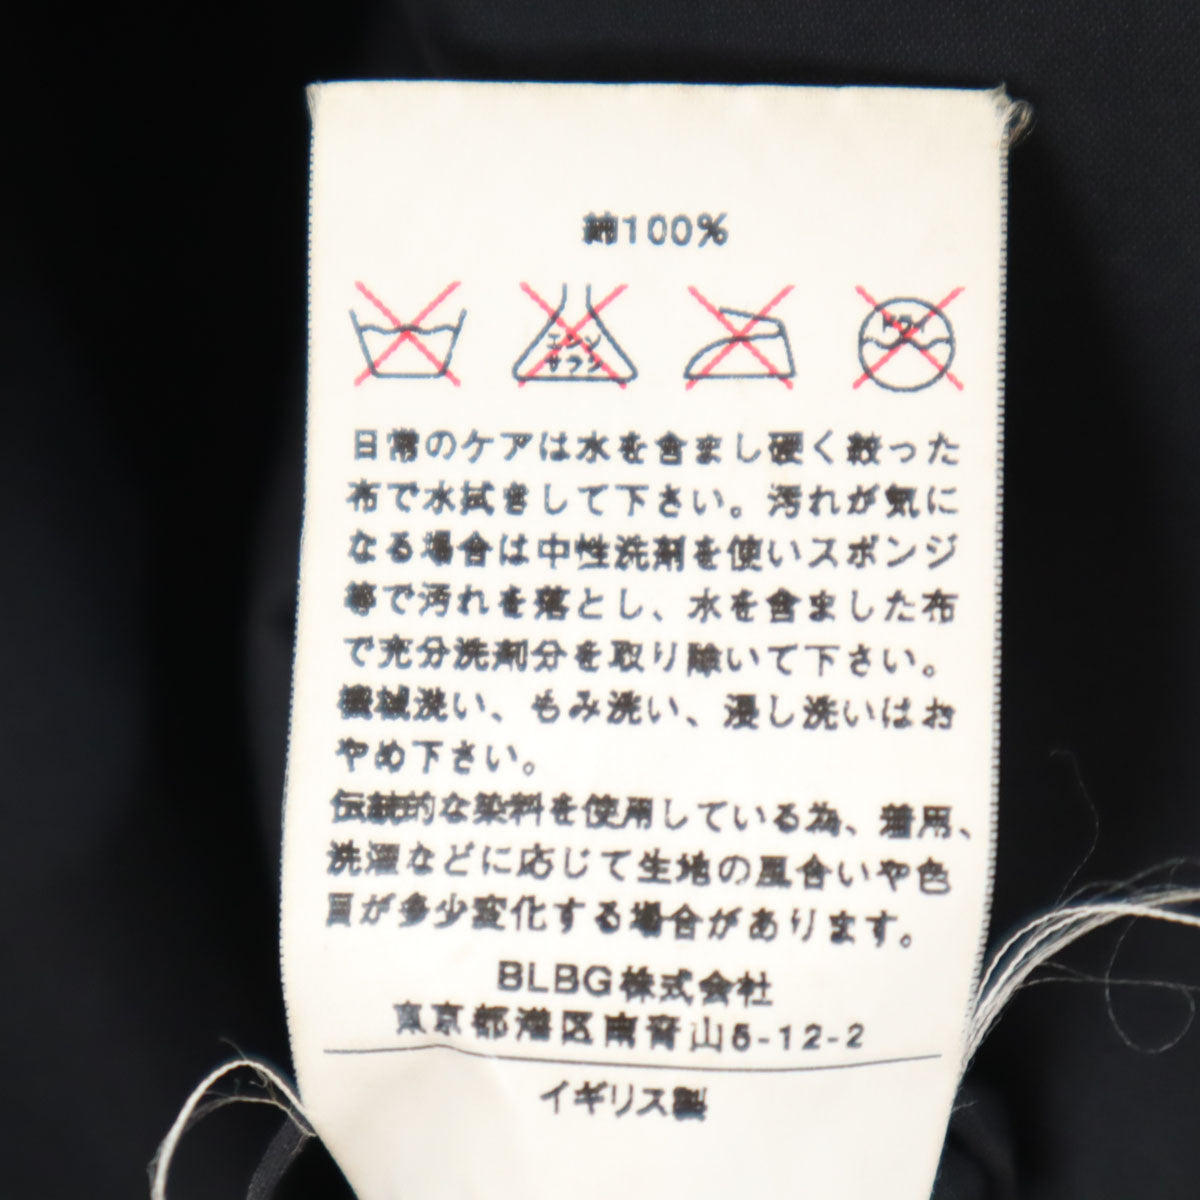 綿100%
エンソ
サラシ
ドライ
日常のケアは水を含まし硬く絞った
布で水拭きして下さい。汚れが気に
なる場合は中性洗剤を使いスポンジ
等で汚れを落とし、水を含ました布
で充分洗剤分を取り除いて下さい。
機械洗い、もみ洗い、浸し洗いはお
やめ下さい。
伝統的な染料を使用している為、着用、
洗濯などに応じて生地の風合いや色
目が多少変化する場合があります。
BLBG株式会社
東京都港区南青山5-12-2
イギリス製